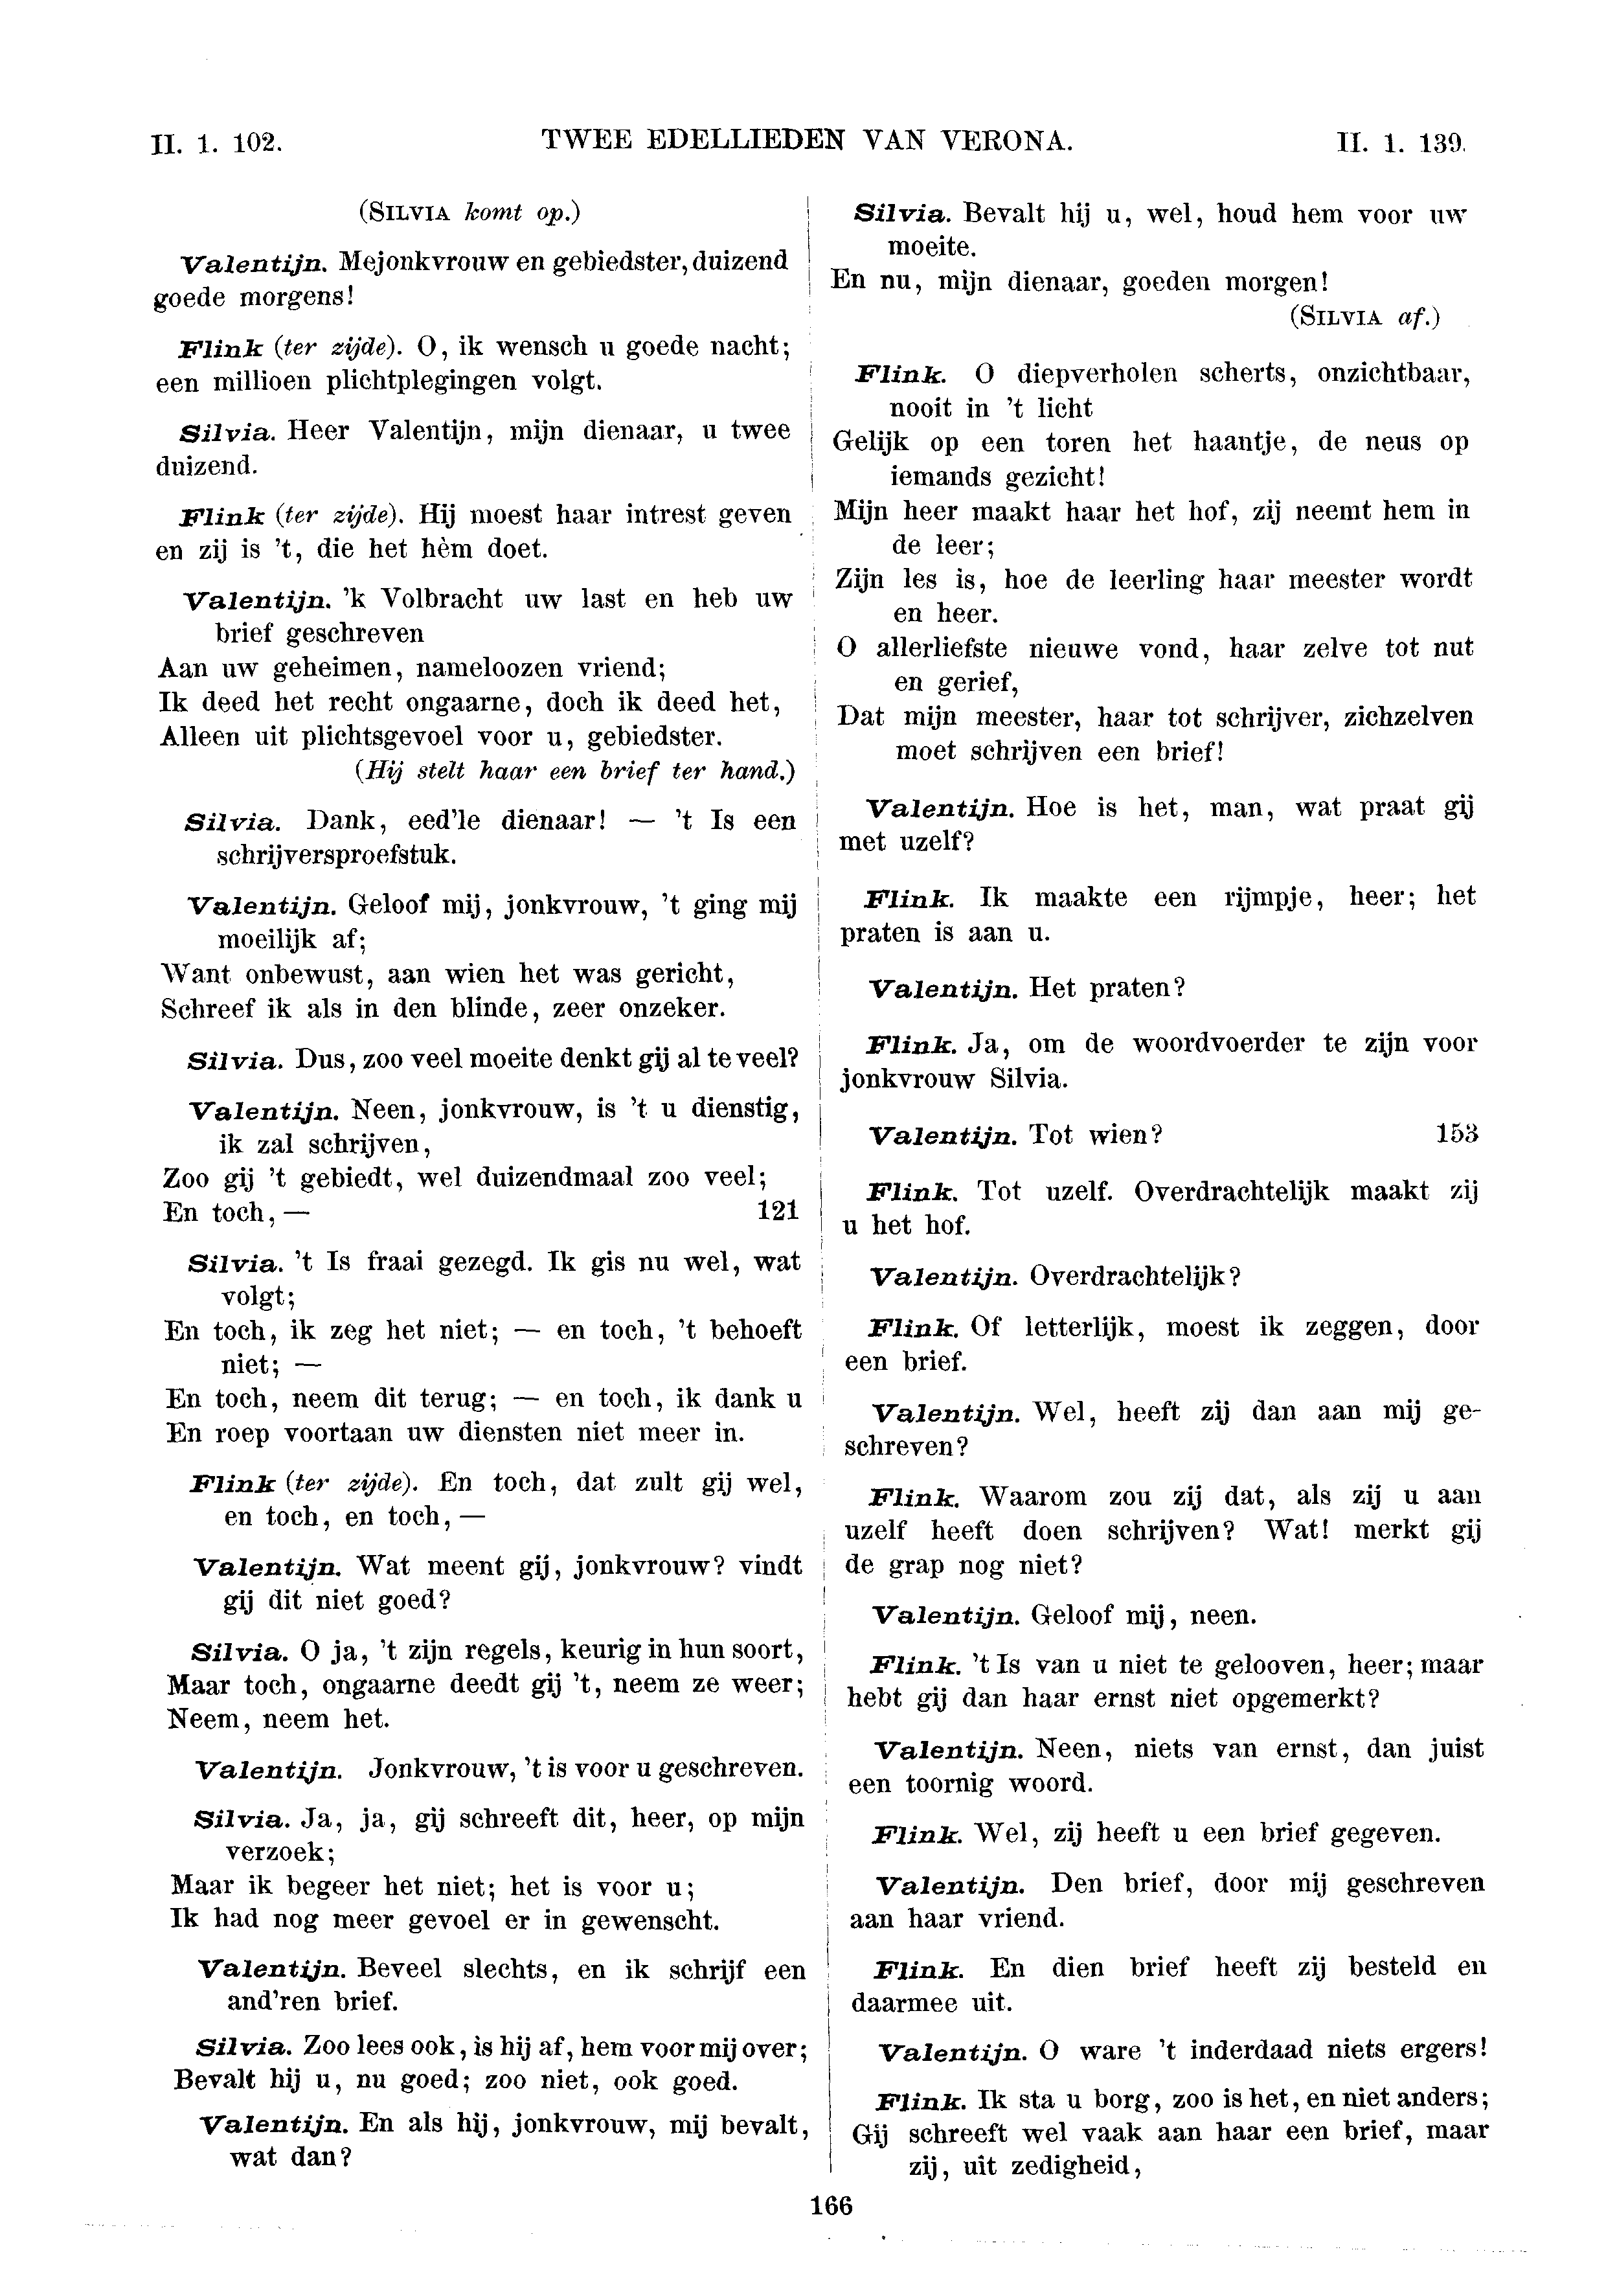 II. 1. 102. TWEE EDELLIEDEN VAN VERONA. II. 1. 139.
(SILVIA komt op.)
Valentijn. Mejonkvrouw en gebiedster, duizend
goede morgens!
Flink (ter zijde). O, ik wensch u goede nacht;
een millioen plichtplegingen volgt.
Silvia. Heer Valentijn, mijn dienaar, u twee
duizend.
Flink (ter zijde). Hij moest haar intrest geven
en zij is 't, die het hèm doet.
Valentijn. 'k Volbracht uw last en heb uw
brief geschreven
Aan uw geheimen, nameloozen vriend;
Ik deed het recht ongaarne, doch ik deed het,
Alleen uit plichtsgevoel voor u, gebiedster.
(Hij stelt haar een brief ter hand.)
Silvia. Dank, eed'le dienaar! — 't Is een
schrijversproefstuk.
Valentijn. Geloof mij, jonkvrouw, 't ging mij
moeilijk af;
Want onbewust, aan wien het was gericht,
Schreef ik als in den blinde, zeer onzeker.
Silvia. Dus, zoo veel moeite denkt gij al te veel?
Valentijn. Neen, jonkvrouw, is 't u dienstig,
ik zal schrijven,
Zoo gij 't gebiedt, wel duizendmaal zoo veel;
En toch, — 121
Silvia. 't Is fraai gezegd. Ik gis nu wel, wat
volgt;
En toch, ik zeg het niet; — en toch, 't behoeft
niet; —
En toch, neem dit terug; — en toch, ik dank u
En roep voortaan uw diensten niet meer in.
Flink (ter zijde). En toch, dat zult gij wel,
en toch, en toch, —
Valentijn. Wat meent gij, jonkvrouw? vindt
gij dit niet goed?
Silvia. O ja, 't zijn regels, keurig in hun soort,
Maar toch, ongaarne deedt gij 't, neem ze weer;
Neem, neem het.
Valentijn. Jonkvrouw, 't is voor u geschreven.
Silvia. Ja, ja, gij schreeft dit, heer, op mijn
verzoek;
Maar ik begeer het niet; het is voor u;
Ik had nog meer gevoel er in gewenscht.
Valentijn. Beveel slechts, en ik schrijf een
and'ren brief.
Silvia. Zoo lees ook, is hij af, hem voor mij over;
Bevalt hij u, nu goed; zoo niet, ook goed.
Valentijn. En als hij, jonkvrouw, mij bevalt,
wat dan?
Silvia. Bevalt hij u, wel, houd hem voor uw
moeite.
En nu, mijn dienaar, goeden morgen!
(SILVIA af.)
Flink. O diepverholen scherts, onzichtbaar,
nooit in 't licht
Gelijk op een toren het haantje, de neus op
iemands gezicht!
Mijn heer maakt haar het hof, zij neemt hem in
de leer;
Zijn les is, hoe de leerling haar meester wordt
en heer.
O allerliefste nieuwe vond, haar zelve tot nut
en gerief,
Dat mijn meester, haar tot schrijver, zichzelven
moet schrijven een brief!
Valentijn. Hoe is het, man, wat praat gij
met uzelf?
Flink. Ik maakte een rijmpje, heer; het
praten is aan u.
Valentijn. Het praten?
Flink. Ja, om de woordvoerder te zijn voor
jonkvrouw Silvia.
Valentijn. Tot wien? 153
Flink. Tot uzelf. Overdrachtelijk maakt zij
u het hof.
Valentijn. Overdrachtelijk?
Flink. Of letterlijk, moest ik zeggen, door
een brief.
Valentijn. Wel, heeft zij dan aan mij ge-
schreven?
Flink. Waarom zou zij dat, als zij u aan
uzelf heeft doen schrijven? Wat! merkt gij
de grap nog niet?
Valentijn. Geloof mij, neen.
Flink. 't Is van u niet te gelooven, heer; maar
hebt gij dan haar ernst niet opgemerkt?
Valentijn. Neen, niets van ernst, dan juist
een toornig woord.
Flink. Wel, zij heeft u een brief gegeven.
Valentijn. Den brief, door mij geschreven
aan haar vriend.
Flink. En dien brief heeft zij besteld en
daarmee uit.
Valentijn. O ware 't inderdaad niets ergers!
Flink. Ik sta u borg, zoo is het, en niet anders;
Gij schreeft wel vaak aan haar een brief, maar
zij, uit zedigheid,
166